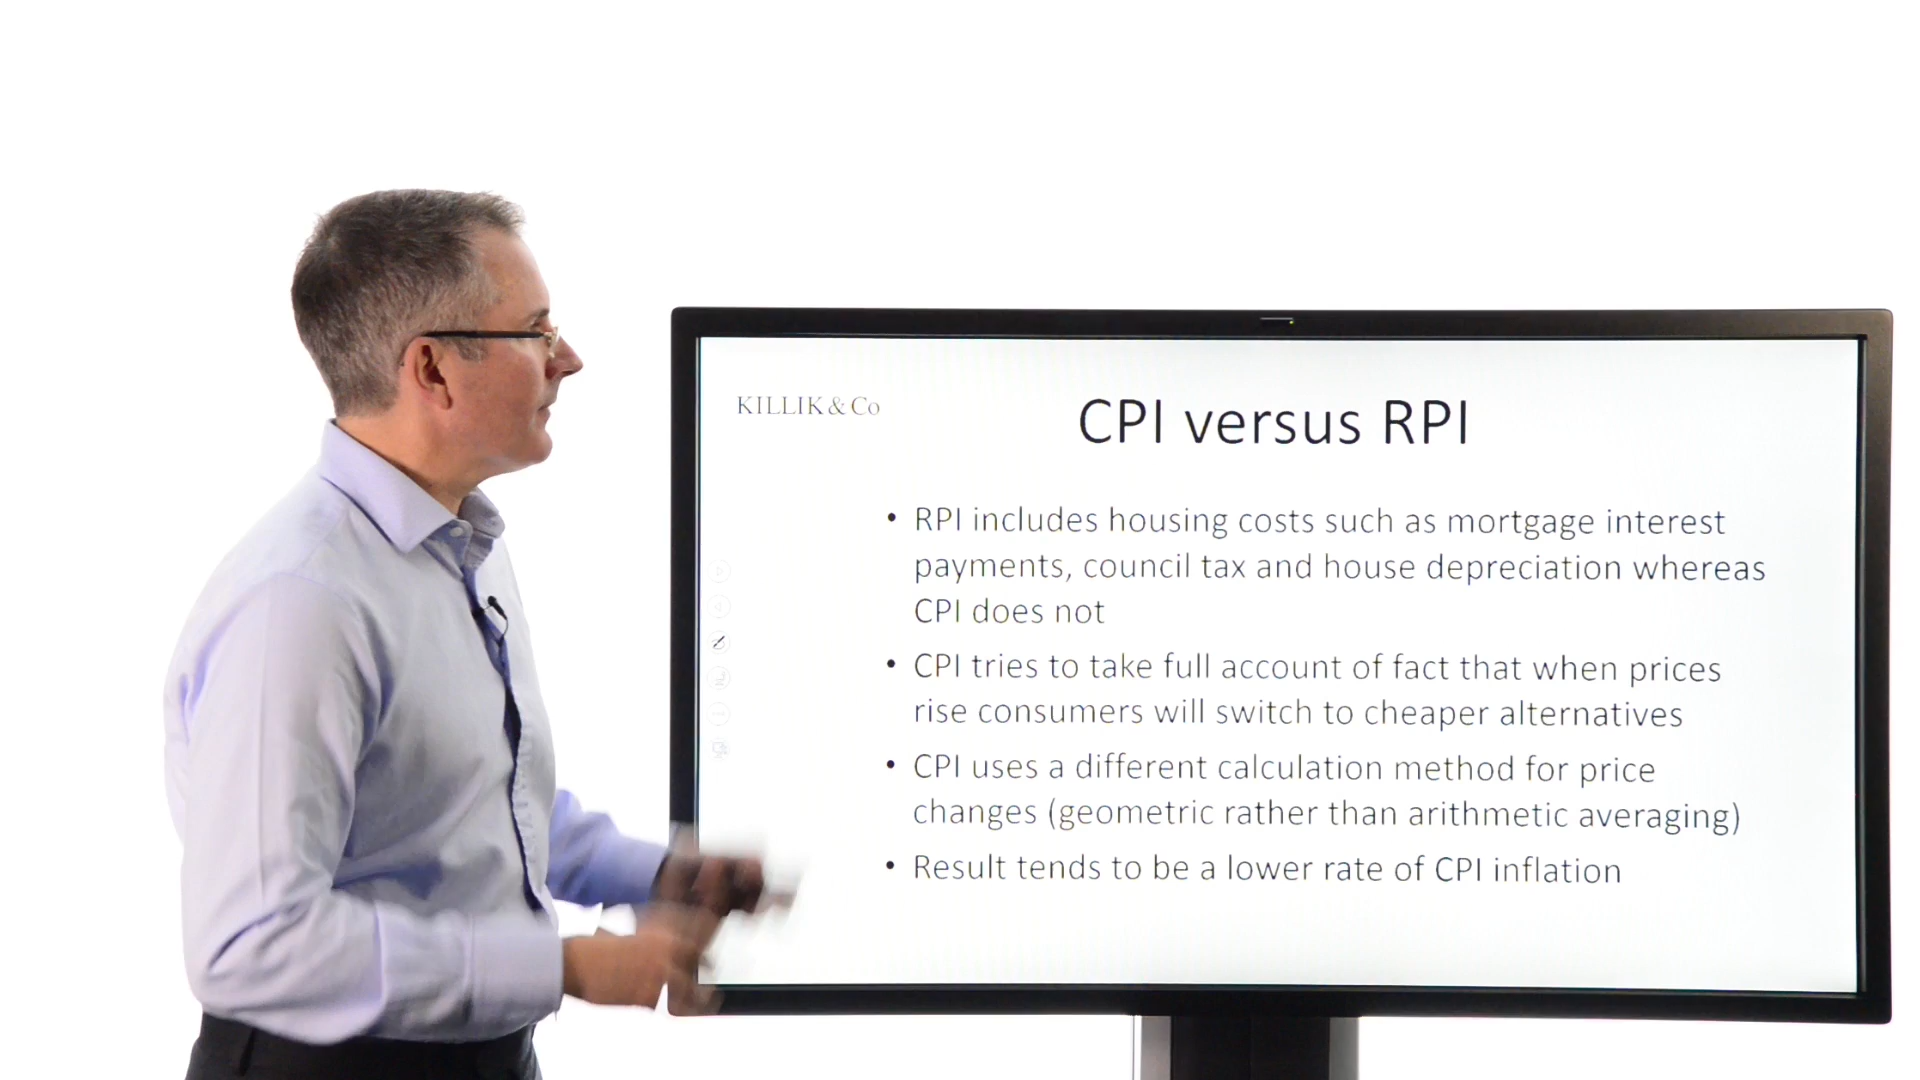 KILLIK & Co
CPI versus RPI
• RPI includes housing costs such as mortgage interest
payments, council tax and house depreciation whereas
CPI does not
• CPI tries to take full account of fact that when prices
rise consumers will switch to cheaper alternatives
• CPI uses a different calculation method for price
changes (geometric rather than arithmetic averaging)
• Result tends to be a lower rate of CPI inflation